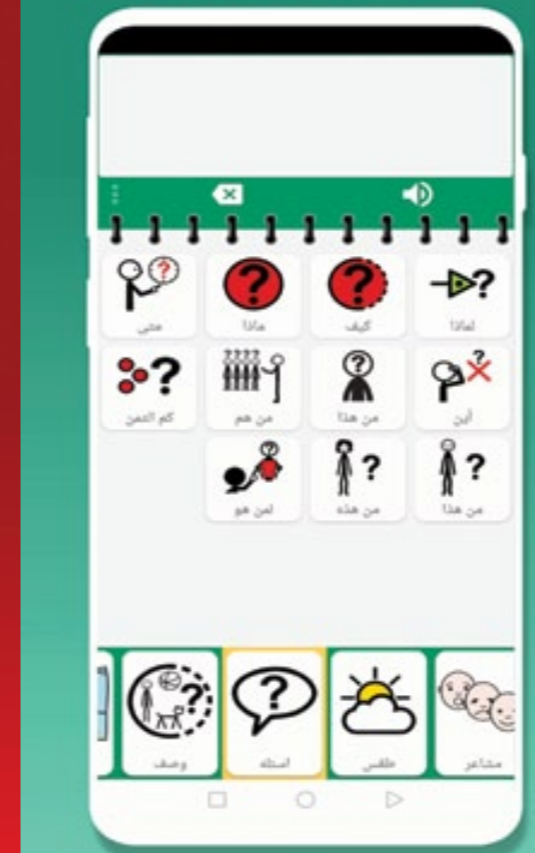 لماذا كيف ماذا متى
أين من هذا من هم كم الثمن
من هذا من هذه لمن هو
مشاعر طقس اسئله وصف